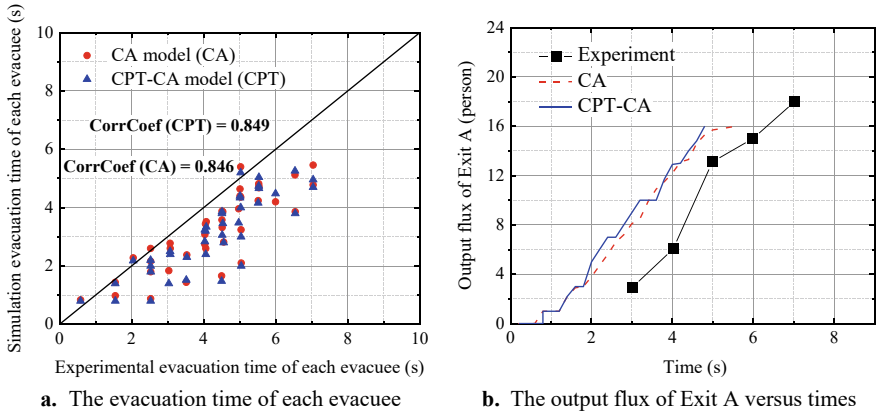 Simulation evacuation time of each evacuee (s)
10
8
6
4
2
0
CA model (CA)
CPT-CA model (CPT)
CorrCoef (CPT) = 0.849
CorrCoef (CA) = 0.846
0 2 4 6 8 10
Experimental evacuation time of each evacuee (s)
a. The evacuation time of each evacuee
Output flux of Exit A (person)
24
20
16
12
8
4
0
Experiment
CA
CPT-CA
0 2 4 6 8
Time (s)
b. The output flux of Exit A versus times